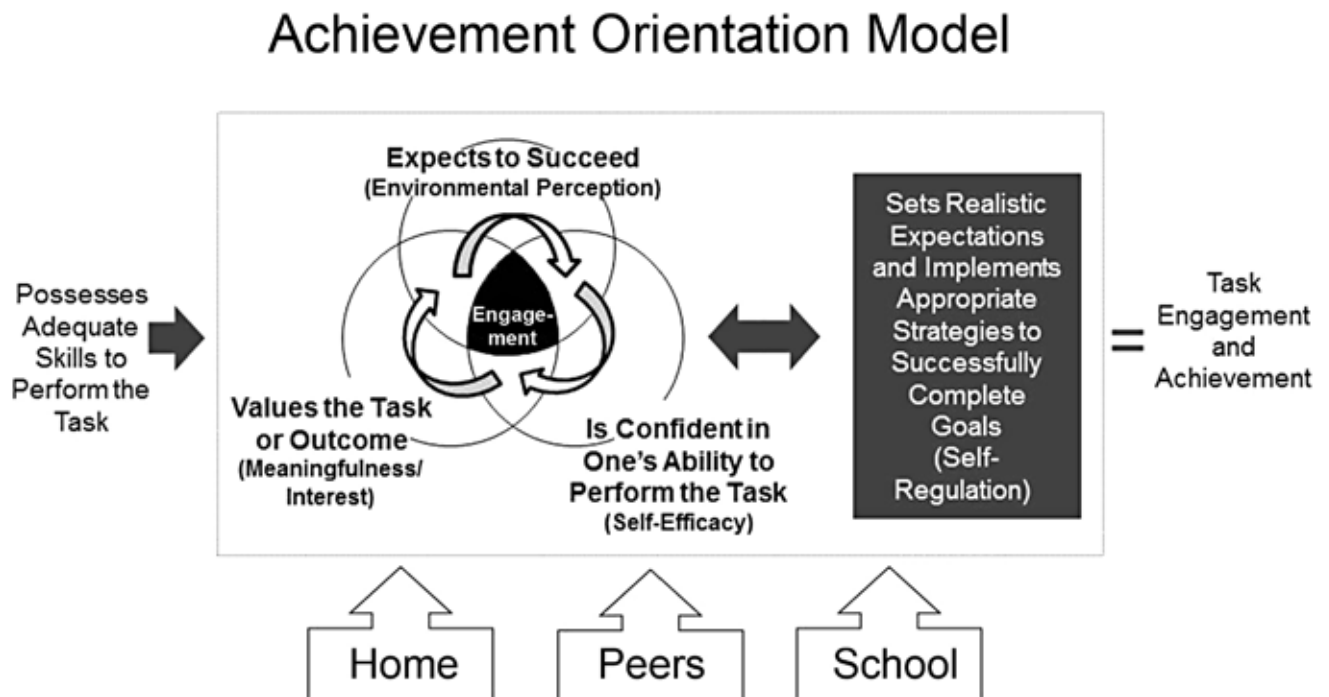 Achievement Orientation Model
Expects to Succeed
(Environmental Perception)
Possesses
Adequate
Skills to
Perform the
Task
Engage-
ment
Values the Task
or Outcome
(Meaningfulness/
Interest)
Is Confident in
One's Ability to
Perform the Task
(Self-Efficacy)
Sets Realistic
Expectations
and Implements
Appropriate
Strategies to
Successfully
Complete
Goals
(Self-
Regulation)
=
Task
Engagement
and
Achievement
Home
Peers
School